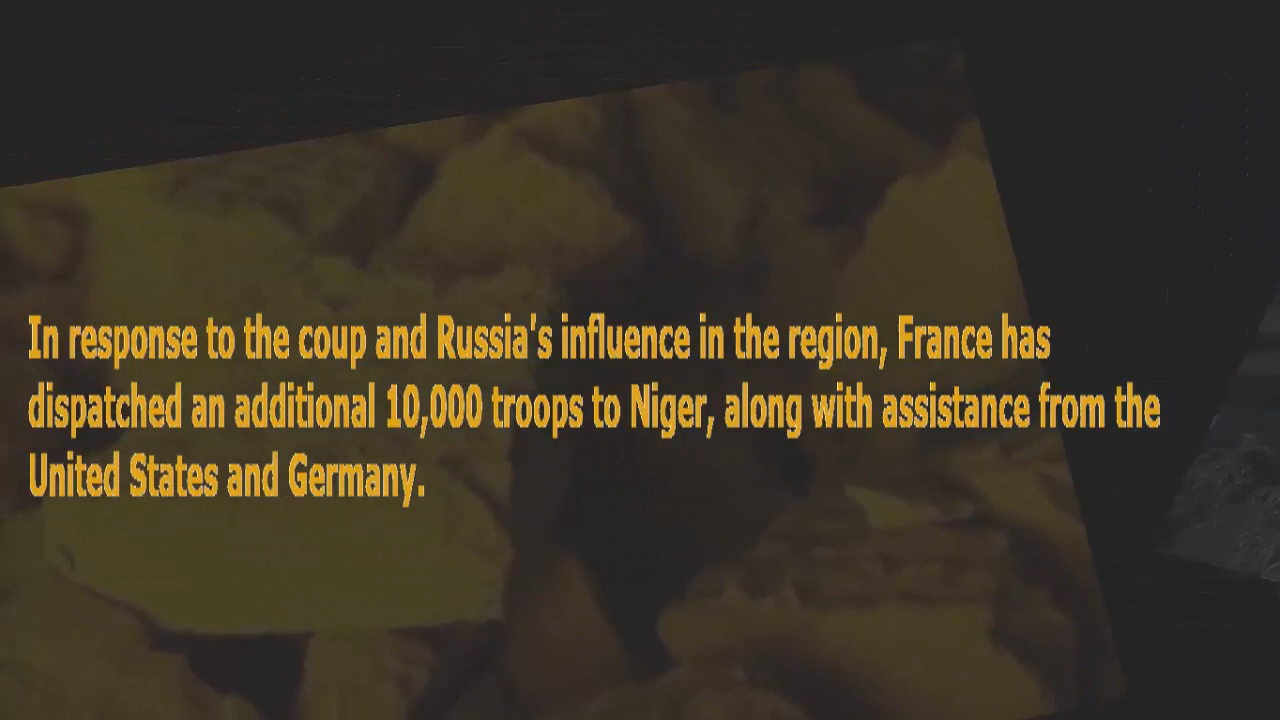 In response to the coup and Russia's influence in the region, France has
dispatched an additional 10,000 troops to Niger, along with assistance from the
United States and Germany.